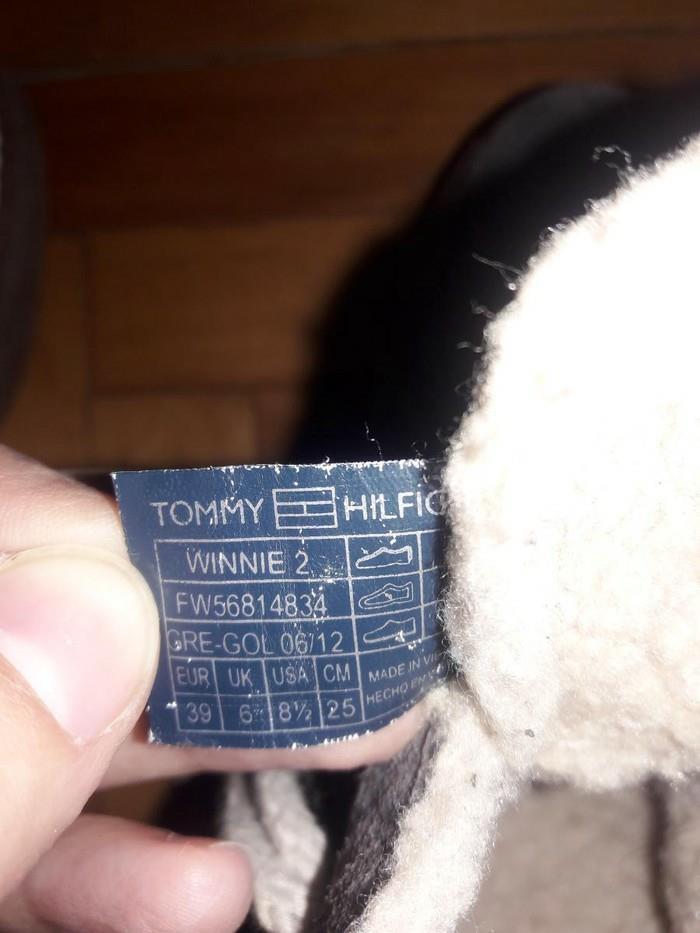 TOMMY HILFIG
WINNIE 2
FW56814834
GRE-GOL 06/12
EUR UK USA CM
39 6 8½ 25
MADE IN VI
HECHO EN